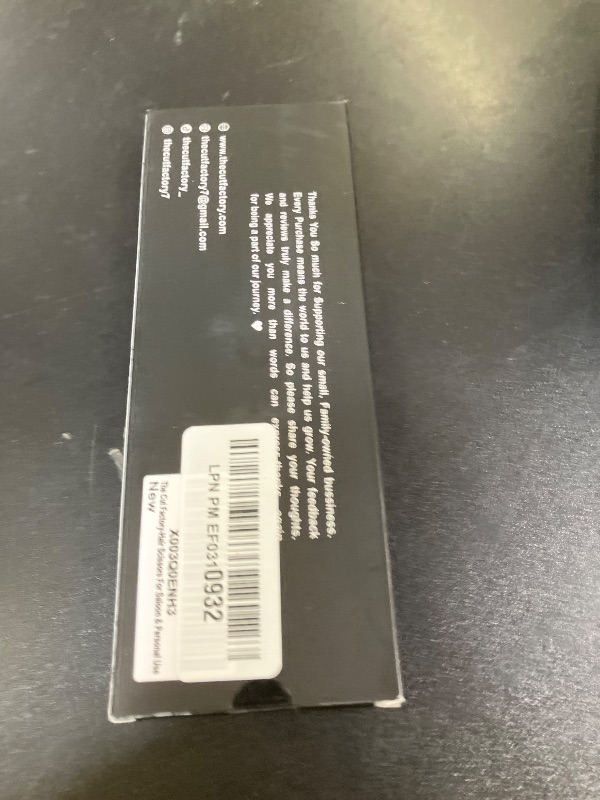 Thanks You So much for Supporting our small, Family-owned bussiness.
Every Purchase means the world to us and help us grow. Your feedback
and reviews truly make a difference. So please share your thoughts.
We appreciate you more than words can express thanks
for being a part of our journey.
www.thecutfactory.com
thecutfactory7@gmail.com
thecutfactory_
thecutfactory7
LPN PM EF0310932
X003Q0ENH3
The Cut Factory-Hair Scissors For Saloon & Personal Use
New